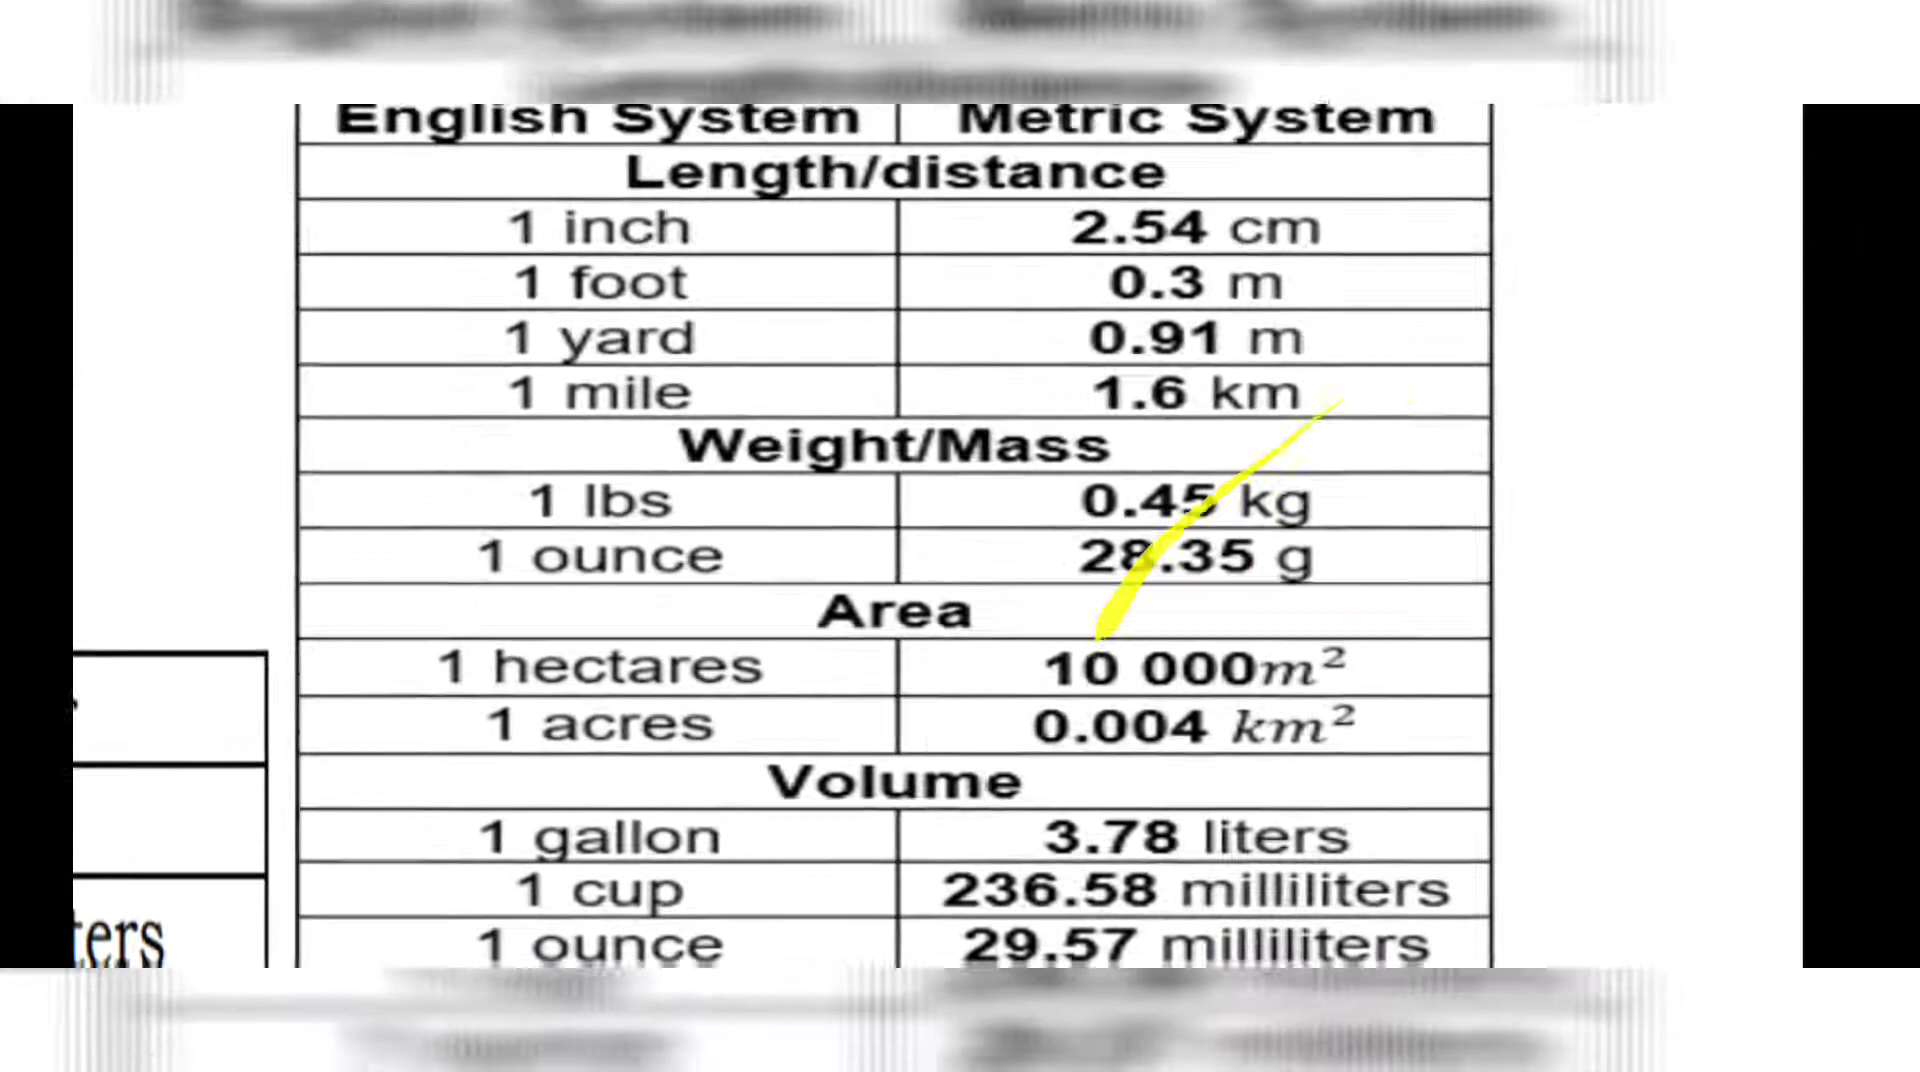 English System Metric System
Length/distance
1 inch 2.54 cm
1 foot 0.3 m
1 yard 0.91 m
1 mile 1.6 km
Weight/Mass
1 lbs 0.45 kg
1 ounce 28.35 g
Area
1 hectares 10 000m²
1 acres 0.004 km²
Volume
1 gallon 3.78 liters
1 cup 236.58 milliliters
1 ounce 29.57 milliliters
ters